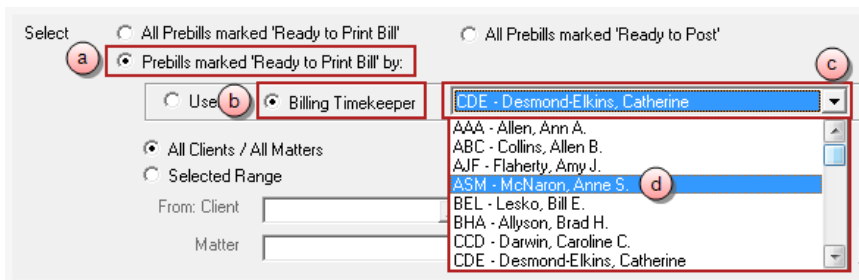 Select All Prebills marked 'Ready to Print Bill' All Prebills marked 'Ready to Post'
a Prebills marked 'Ready to Print Bill' by: c
Use b Billing Timekeeper CDE - Desmond-Elkins, Catherine
AAA - Allen, Ann A.
All Clients / All Matters ABC - Collins, Allen B.
AJF - Flaherty, Amy J.
Selected Range ASM - McNaron, Anne S. d
From: Client BEL - Lesko, Bill E.
BHA - Allyson, Brad H.
Matter CCD - Darwin, Caroline C.
CDE - Desmond-Elkins, Catherine